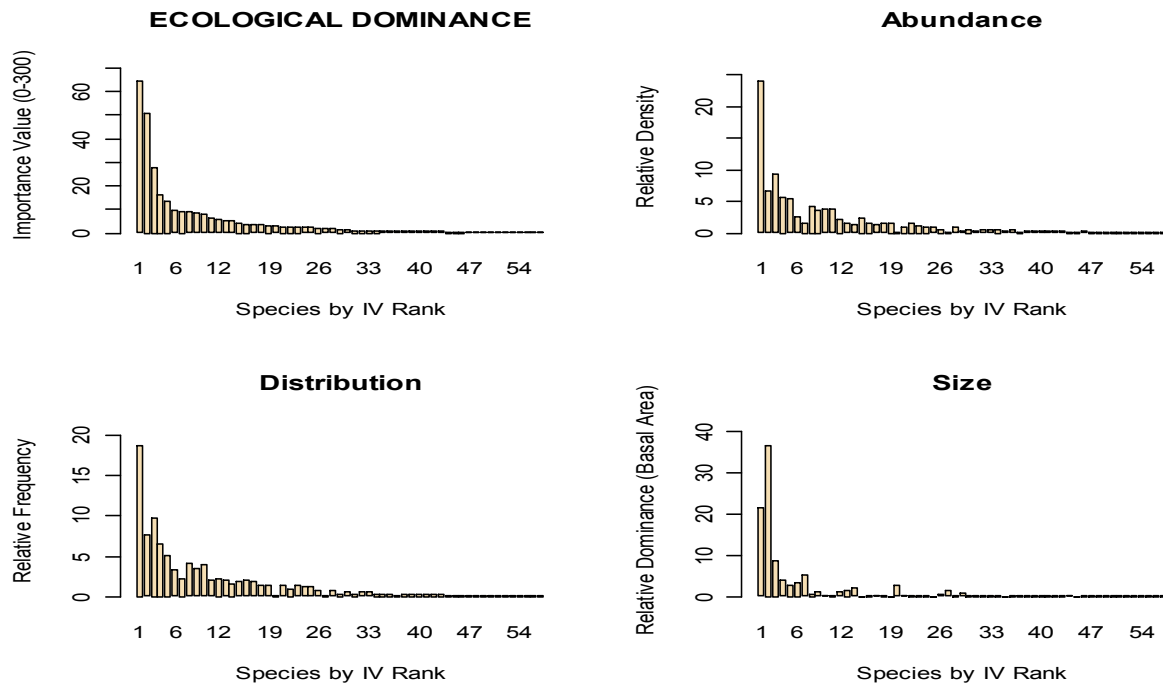 ECOLOGICAL DOMINANCE
Importance Value (0-300)
60
40
20
0
1 6 12 19 26 33 40 47 54
Species by IV Rank
Abundance
Relative Density
20
10
5
0
1 6 12 19 26 33 40 47 54
Species by IV Rank
Distribution
Relative Frequency
20
15
10
5
0
1 6 12 19 26 33 40 47 54
Species by IV Rank
Size
Relative Dominance (Basal Area)
40
30
20
10
0
1 6 12 19 26 33 40 47 54
Species by IV Rank